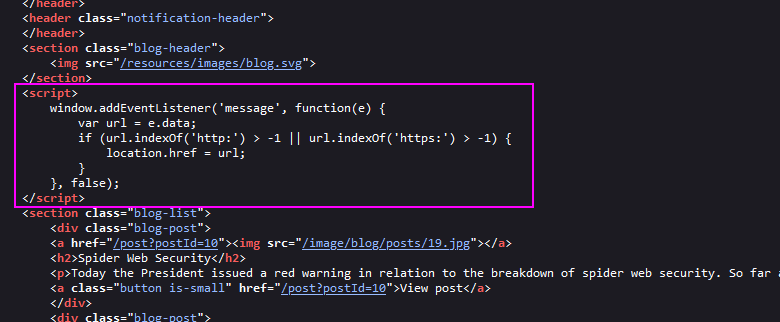 </header>
<header class="notification-header">
</header>
<section class="blog-header">
<img src="/resources/images/blog.svg">
</section>
<script>
window.addEventListener('message', function(e) {
var url = e.data;
if (url.indexOf('http:') > -1 || url.indexOf('https:') > -1) {
location.href = url;
}
}, false);
</script>
<section class="blog-list">
<div class="blog-post">
<a href="/post?postId=10"><img src="/image/blog/posts/19.jpg"></a>
<h2>Spider Web Security</h2>
<p>Today the President issued a red warning in relation to the breakdown of spider web security. So far a
<a class="button is-small" href="/post?postId=10">View post</a>
</div>
<div class="blog-post">